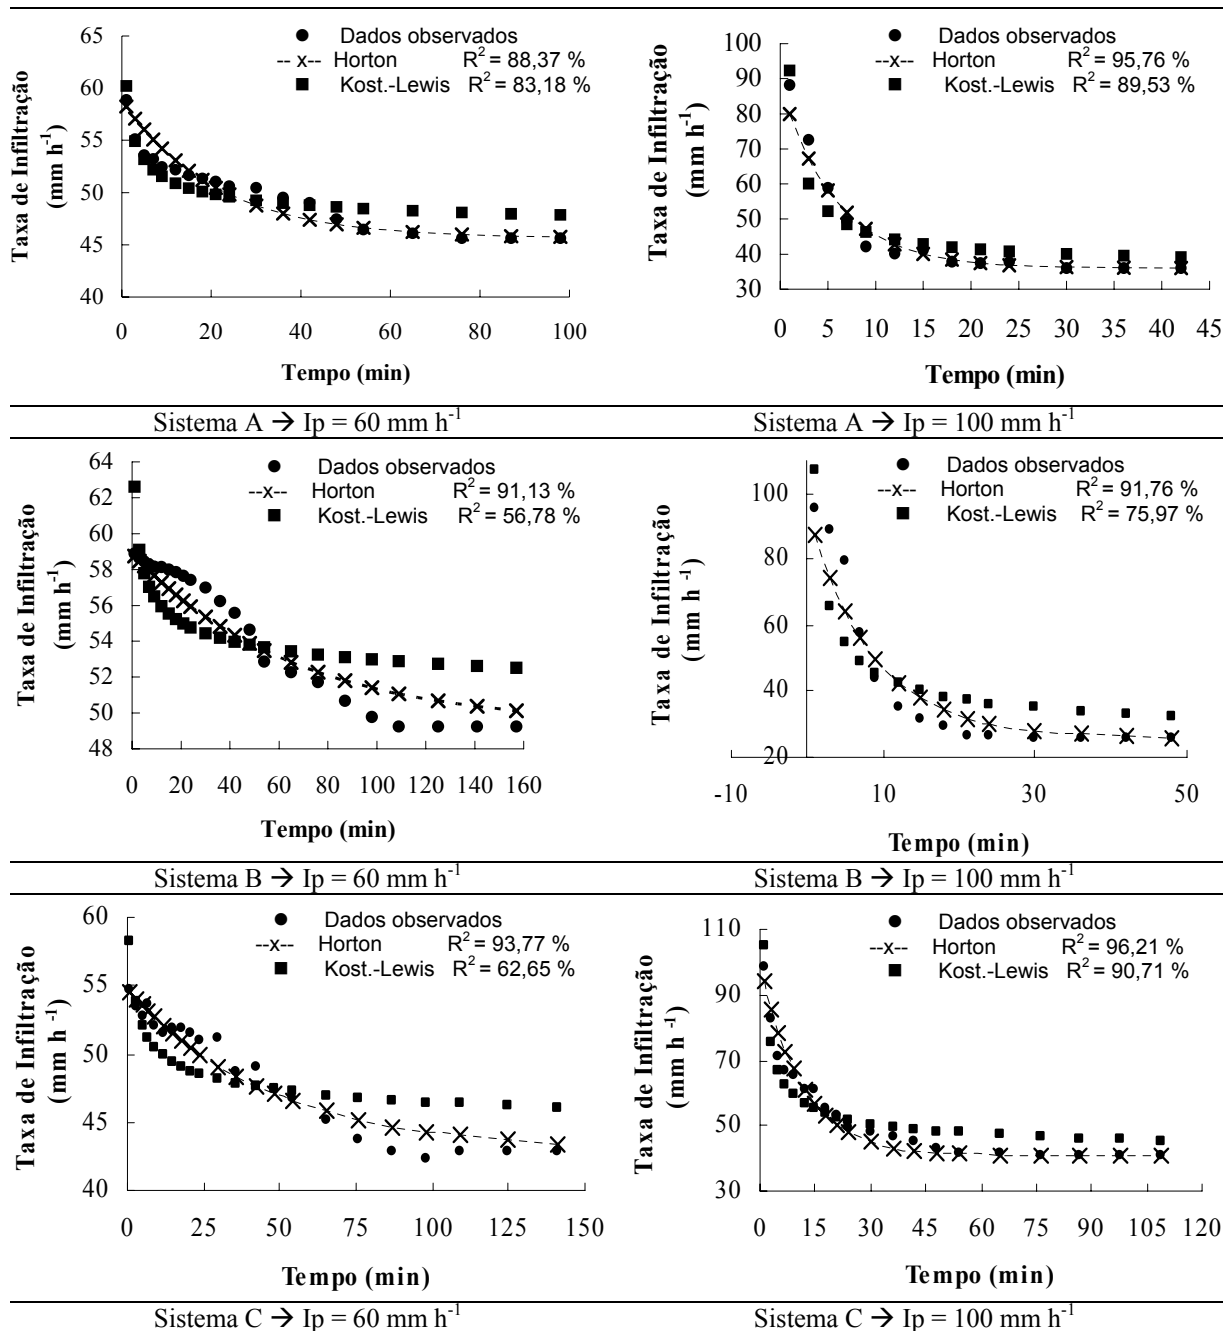 65
60
55
50
45
40
0
20
40
60
80
100
Taxa de Infiltração
(mm h-1)
Tempo (min)
Dados observados
-- x-- Horton R2 = 88,37 %
Kost.-Lewis R2 = 83,18 %
100
90
80
70
60
50
40
30
0
5
10
15
20
25
30
35
40
45
Taxa de Infiltração
(mm h-1)
Tempo (min)
Dados observados
--x-- Horton R2 = 95,76 %
Kost.-Lewis R2 = 89,53 %
Sistema A → Ip = 60 mm h-1
Sistema A → Ip = 100 mm h-1
64
62
60
58
56
54
52
50
48
0
20
40
60
80
100
120
140
160
Taxa de Infiltração
(mm h-1)
Tempo (min)
Dados observados
--x-- Horton R2 = 91,13 %
Kost.-Lewis R2 = 56,78 %
100
80
60
40
20
-10
10
30
50
Taxa de Infiltração
(mm h -1)
Tempo (min)
Dados observados
--x-- Horton R2 = 91,76 %
Kost.-Lewis R2 = 75,97 %
Sistema B → Ip = 60 mm h-1
Sistema B → Ip = 100 mm h-1
60
55
50
45
40
0
25
50
75
100
125
150
Taxa de Infiltração
(mm h -1)
Tempo (min)
Dados observados
--x-- Horton R2 = 93,77 %
Kost.-Lewis R2 = 62,65 %
110
90
70
50
30
0
15
30
45
60
75
90
105
120
Taxa de Infiltração
(mm h -1)
Tempo (min)
Dados observados
--x-- Horton R2 = 96,21 %
Kost.-Lewis R2 = 90,71 %
Sistema C → Ip = 60 mm h-1
Sistema C → Ip = 100 mm h-1